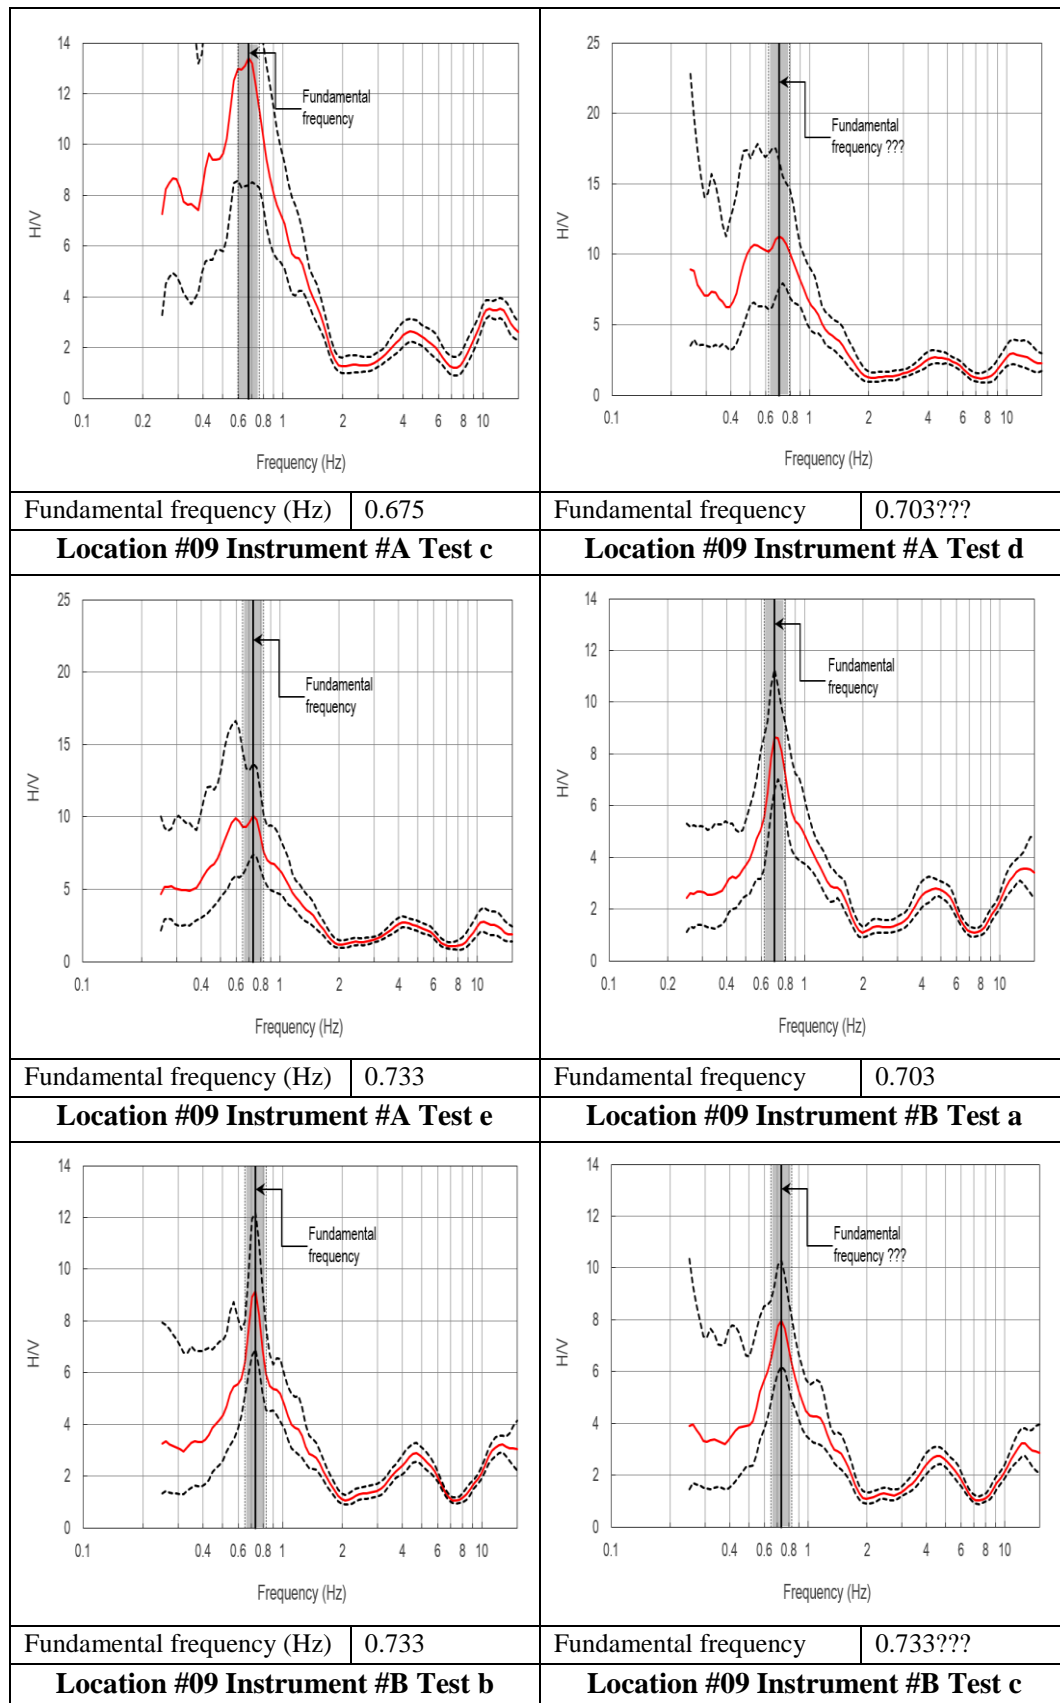 14
12
10
8
6
4
2
0
H/V
Fundamental
frequency
0.1 0.2 0.4 0.6 0.8 1 2 4 6 8 10
Frequency (Hz)
25
20
15
10
5
0
H/V
Fundamental
frequency ???
0.1 0.2 0.4 0.6 0.8 1 2 4 6 8 10
Frequency (Hz)
Fundamental frequency (Hz) 0.675 Fundamental frequency 0.703???
Location #09 Instrument #A Test c Location #09 Instrument #A Test d
25
20
15
10
5
0
H/V
Fundamental
frequency
0.1 0.2 0.4 0.6 0.8 1 2 4 6 8 10
Frequency (Hz)
14
12
10
8
6
4
2
0
H/V
Fundamental
frequency
0.1 0.2 0.4 0.6 0.8 1 2 4 6 8 10
Frequency (Hz)
Fundamental frequency (Hz) 0.733 Fundamental frequency 0.703
Location #09 Instrument #A Test e Location #09 Instrument #B Test a
14
12
10
8
6
4
2
0
H/V
Fundamental
frequency
0.1 0.2 0.4 0.6 0.8 1 2 4 6 8 10
Frequency (Hz)
14
12
10
8
6
4
2
0
H/V
Fundamental
frequency ???
0.1 0.4 0.6 0.8 1 2 4 6 8 10
Frequency (Hz)
Fundamental frequency (Hz) 0.733 Fundamental frequency 0.733???
Location #09 Instrument #B Test b Location #09 Instrument #B Test c